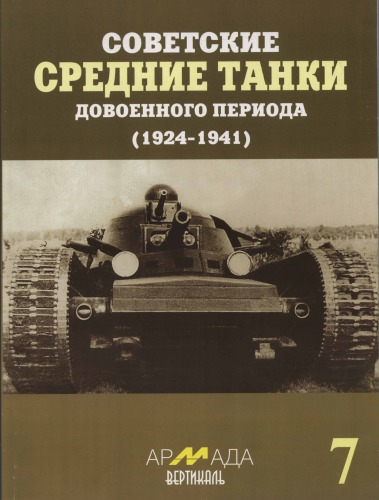 СОВЕТСКИЕ
СРЕДНИЕ ТАНКИ
ДОВОЕННОГО ПЕРИОДА
(1924-1941)
АРМАДА
ВЕРТИКАЛЬ
7